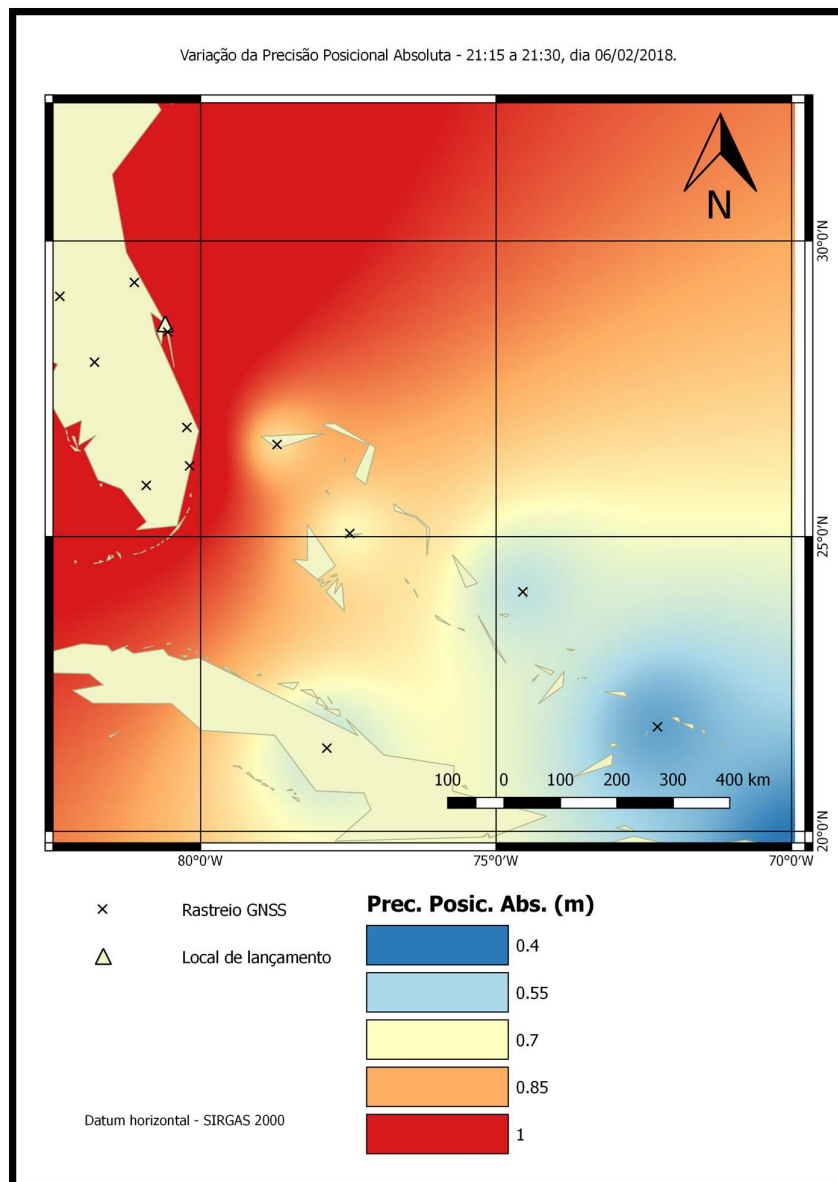 Variação da Precisão Posicional Absoluta - 21:15 a 21:30, dia 06/02/2018.
N
30°0'N
25°0'N
20°0'N
100 0 100 200 300 400 km
80°0'W 75°0'W 70°0'W
Rastreio GNSS
Local de lançamento
Prec. Posic. Abs. (m)
0.4
0.55
0.7
0.85
1
Datum horizontal - SIRGAS 2000